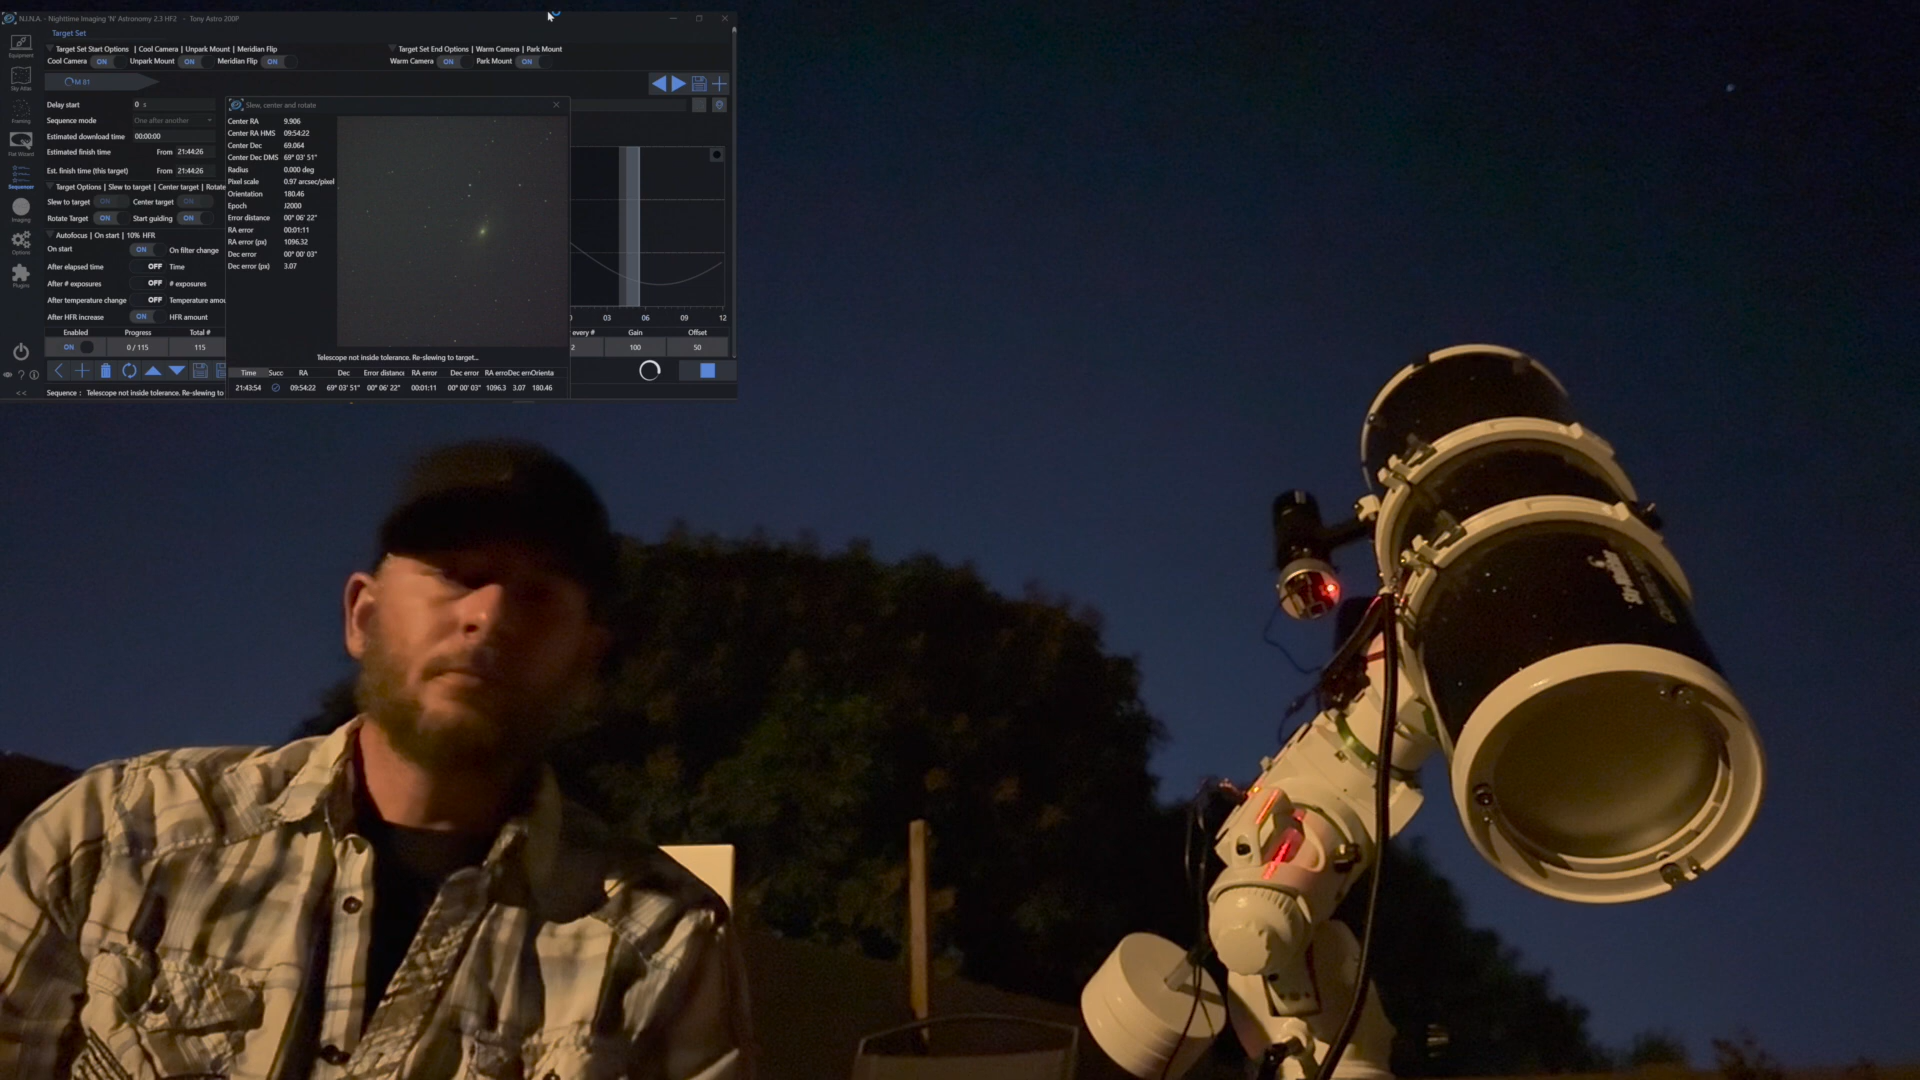 N.I.N.A. - Nighttime Imaging 'N' Astronomy 2.3 HF2 - Tony Astro 200P
Target Set
Target Set Start Options | Cool Camera | Unpark Mount | Meridian Flip
Target Set End Options | Warm Camera | Park Mount
Cool Camera ON Unpark Mount ON Meridian Flip ON
Warm Camera ON Park Mount ON
M 81
Equipment
Sky Atlas
Framing
Flat Wizard
Sequencer
Imaging
Options
Plugins
Delay start 0 s
Sequence mode One after another
Estimated download time 00:00:00
Estimated finish time From 21:44:26
Est. finish time (this target) From 21:44:26
Target Options | Slew to target | Center target | Rotate
Slew to target ON Center target ON
Rotate Target ON Start guiding ON
Autofocus | On start | 10% HFR
On start ON On filter change
After elapsed time OFF Time
After # exposures OFF # exposures
After temperature change OFF Temperature amou
After HFR increase ON HFR amount
Enabled Progress Total #
ON 0 / 115 115
Slew, center and rotate
Center RA 9.906
Center RA HMS 09:54:22
Center Dec 69.064
Center Dec DMS 69° 03' 51"
Radius 0.000 deg
Pixel scale 0.97 arcsec/pixel
Orientation 180.46
Epoch J2000
Error distance 00° 06' 22"
RA error 00:01:11
RA error (px) 1096.32
Dec error 00° 00' 03"
Dec error (px) 3.07
Telescope not inside tolerance. Re-slewing to target...
Time Succ RA Dec Error distance RA error Dec error RA erroDec errOrienta
21:43:54 09:54:22 69° 03' 51" 00° 06' 22" 00:01:11 00° 00' 03" 1096.3 3.07 180.46
03 06 09 12
every # Gain Offset
2 100 50
<< Sequence : Telescope not inside tolerance. Re-slewing to